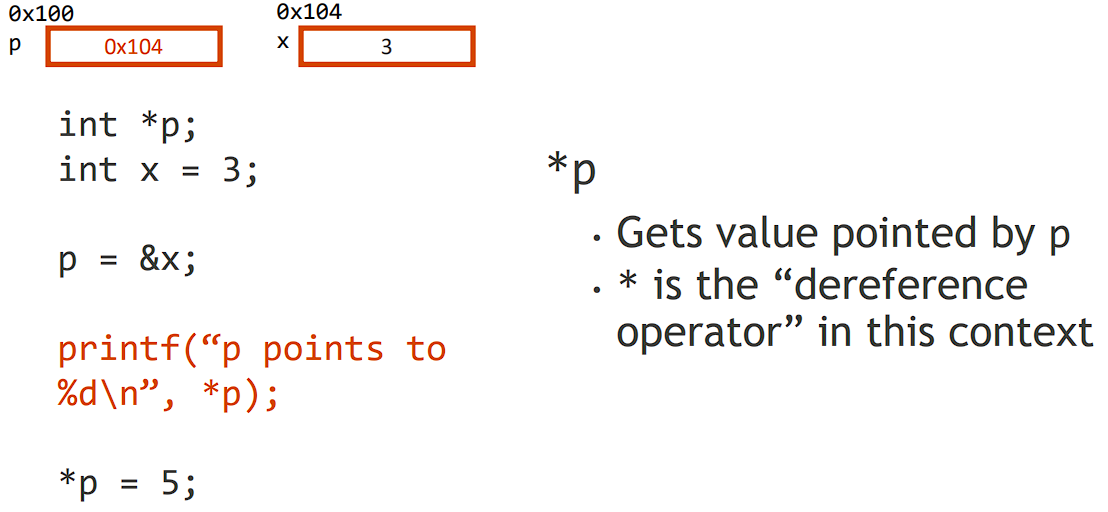 0x100
0x104
p
0x104
x
3
int *p;
int x = 3;
p = &x;
printf(“p points to
%d\n”, *p);
*p = 5;
*p
· Gets value pointed by p
· * is the “dereference
operator” in this context